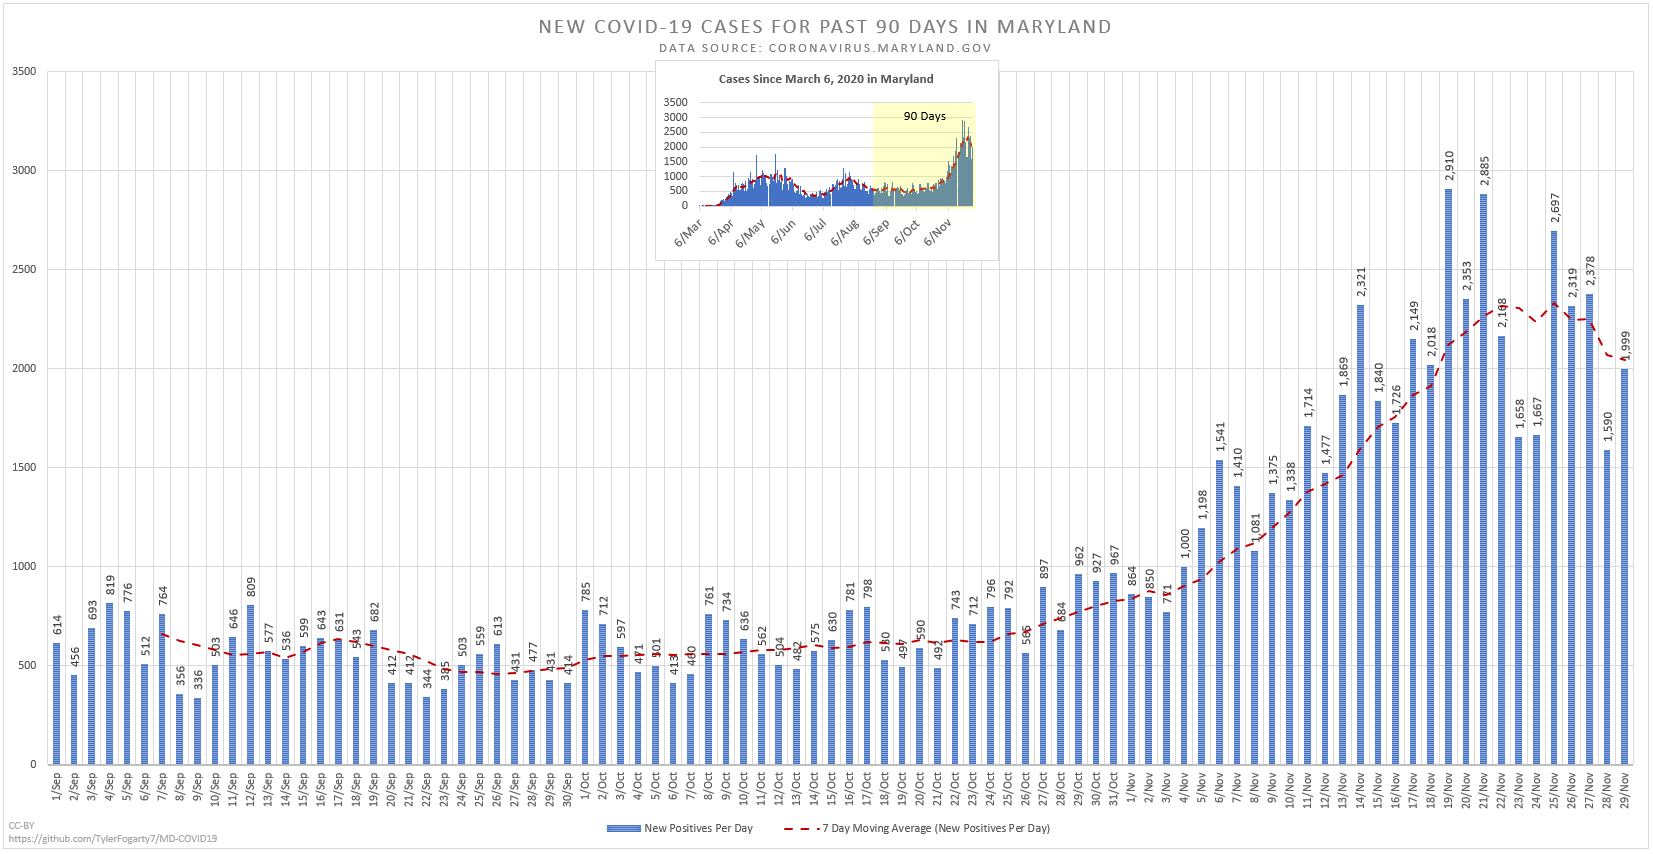 NEW COVID-19 CASES FOR PAST 90 DAYS IN MARYLAND
DATA SOURCE: CORONAVIRUS.MARYLAND.GOV
Cases Since March 6, 2020 in Maryland
90 Days
3500
3000
2500
2000
1500
1000
500
0
6/Mar 6/Apr 6/May 6/Jun 6/Jul 6/Aug 6/Sep 6/Oct 6/Nov
3500
3000
2500
2000
1500
1000
500
0
614 456 693 819 776 512 764 356 336 503 646 809 577 536 599 643 631 543 682 412 412 344 385 503 559 613 431 477 431 414 785 712 597 471 501 413 460 761 734 636 562 504 482 575 630 781 798 530 497 590 492 743 712 796 792 565 897 684 962 927 967 864 850 771 1,000 1,198 1,541 1,410 1,081 1,375 1,338 1,714 1,477 1,869 2,321 1,840 1,726 2,149 2,018 2,910 2,353 2,885 2,168 1,658 1,667 2,697 2,319 2,378 1,590 1,999
1/Sep 2/Sep 3/Sep 4/Sep 5/Sep 6/Sep 7/Sep 8/Sep 9/Sep 10/Sep 11/Sep 12/Sep 13/Sep 14/Sep 15/Sep 16/Sep 17/Sep 18/Sep 19/Sep 20/Sep 21/Sep 22/Sep 23/Sep 24/Sep 25/Sep 26/Sep 27/Sep 28/Sep 29/Sep 30/Sep 1/Oct 2/Oct 3/Oct 4/Oct 5/Oct 6/Oct 7/Oct 8/Oct 9/Oct 10/Oct 11/Oct 12/Oct 13/Oct 14/Oct 15/Oct 16/Oct 17/Oct 18/Oct 19/Oct 20/Oct 21/Oct 22/Oct 23/Oct 24/Oct 25/Oct 26/Oct 27/Oct 28/Oct 29/Oct 30/Oct 31/Oct 1/Nov 2/Nov 3/Nov 4/Nov 5/Nov 6/Nov 7/Nov 8/Nov 9/Nov 10/Nov 11/Nov 12/Nov 13/Nov 14/Nov 15/Nov 16/Nov 17/Nov 18/Nov 19/Nov 20/Nov 21/Nov 22/Nov 23/Nov 24/Nov 25/Nov 26/Nov 27/Nov 28/Nov 29/Nov
New Positives Per Day
7 Day Moving Average (New Positives Per Day)
CC-BY
https://github.com/TylerFogarty7/MD-COVID19